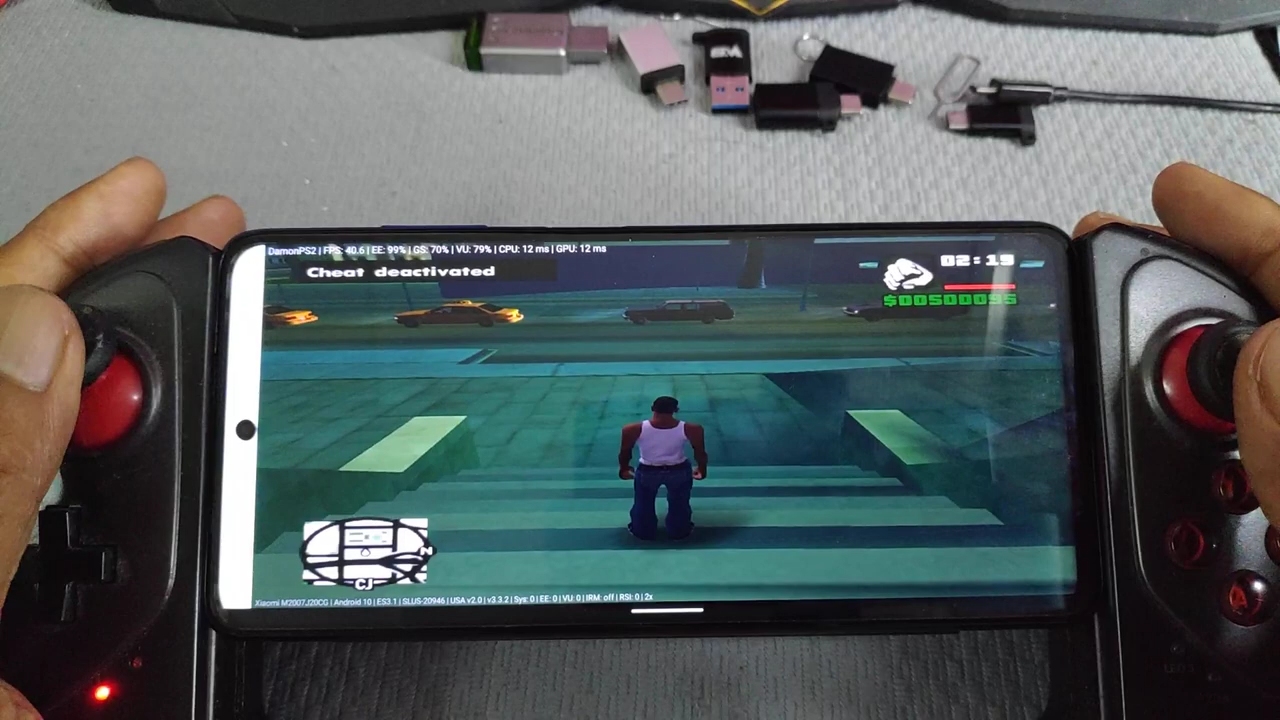 DamonPS2 | FPS: 40.6 | EE: 99% | GS: 70% | VU: 79% | CPU: 12 ms | GPU: 12 ms
Cheat deactivated
02:19
$00500095
N
CJ
Xiaomi M2007J20CG | Android 10 | ES3.1 | SLUS-20946 | USA v2.0 | v3.3.2 | Sys: 0 | EE: 0 | VU: 0 | IRM: off | RSI: 0 | 2x
A